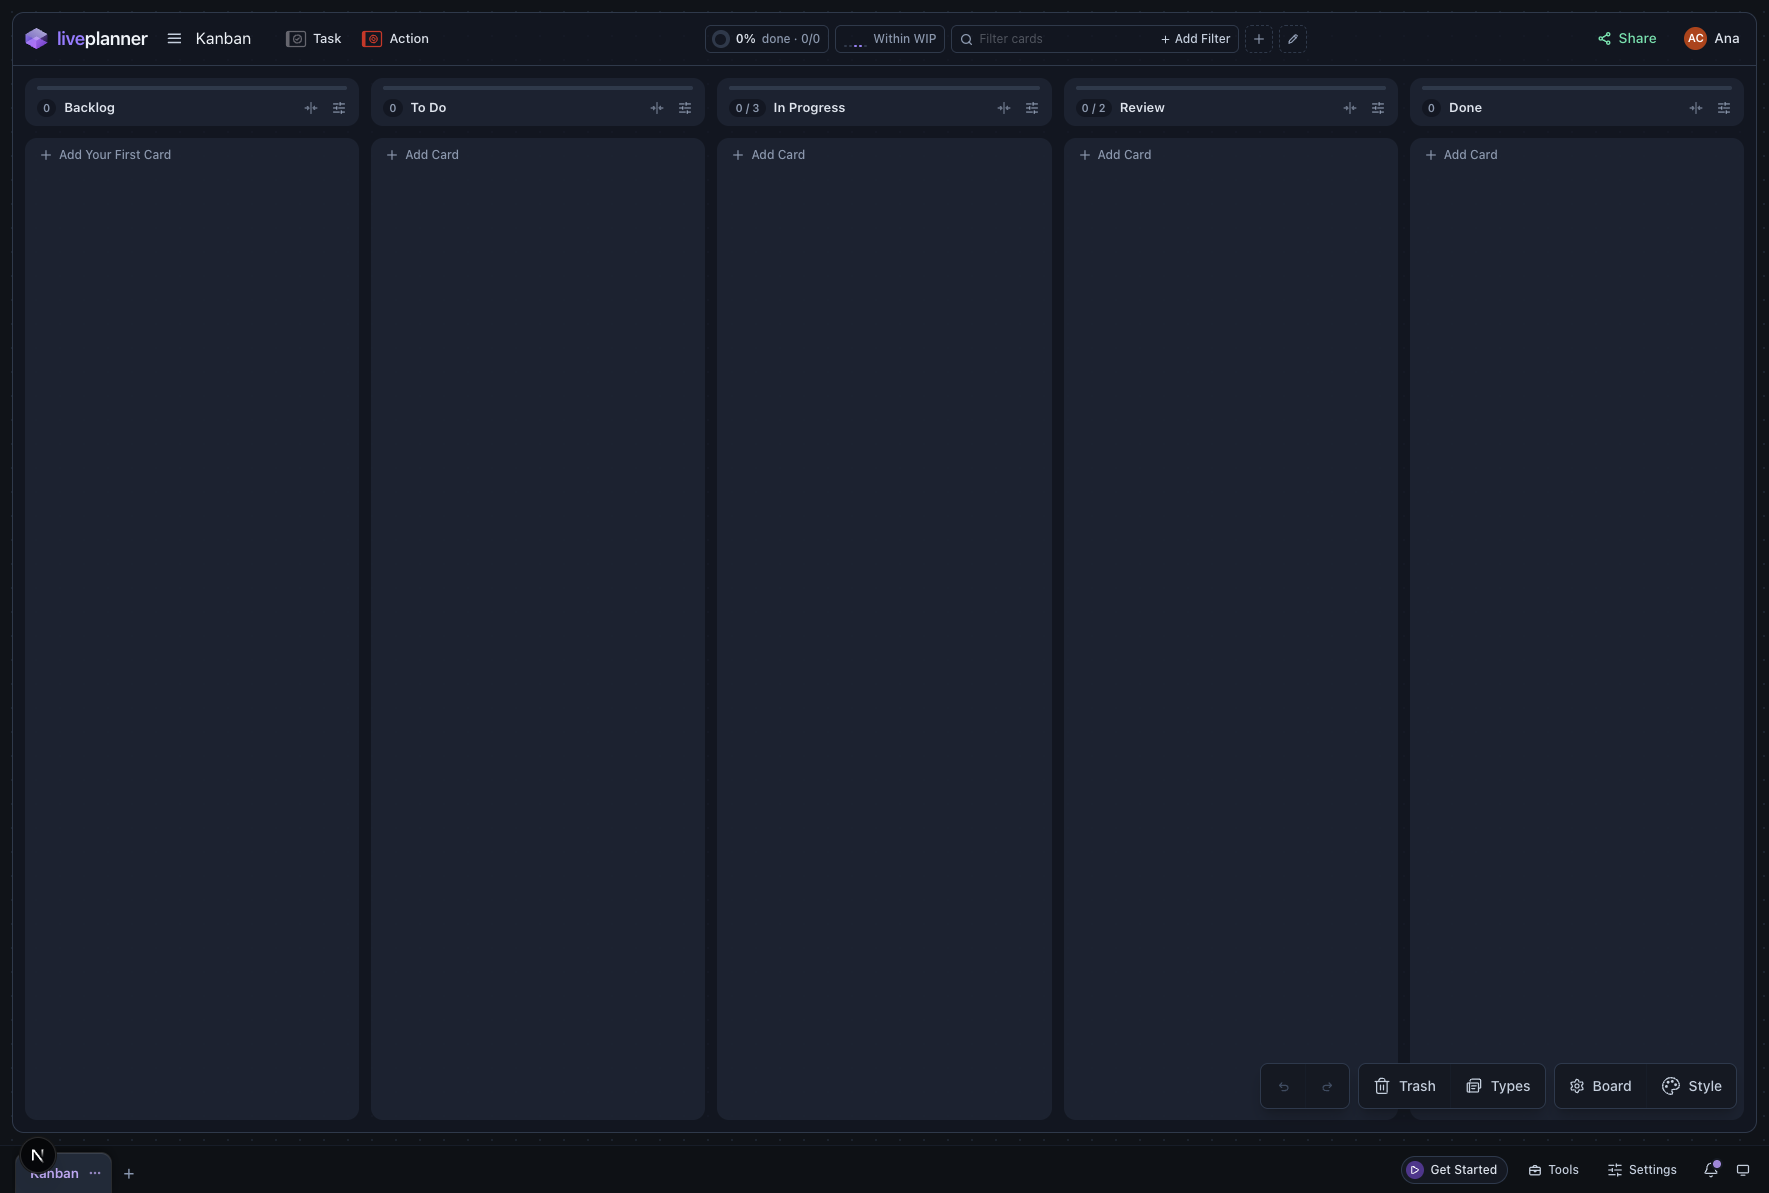 liveplanner Kanban Task Action 0% done · 0/0 Within WIP Filter cards + Add Filter Share AC Ana
0 Backlog
0 To Do
0 / 3 In Progress
0 / 2 Review
0 Done
+ Add Your First Card
+ Add Card
+ Add Card
+ Add Card
+ Add Card
Trash Types Board Style
N
Kanban ··· +
Get Started Tools Settings